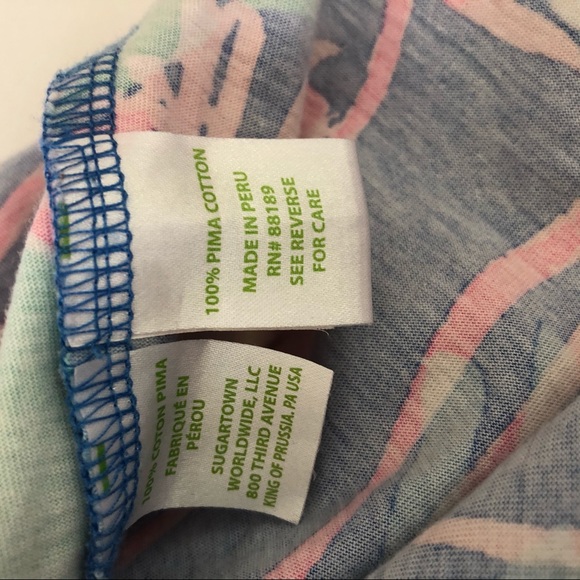 100% PIMA COTTON
MADE IN PERU
RN# 88189
SEE REVERSE
FOR CARE
100% COTON PIMA
FABRIQUÉ EN
PÉROU
SUGARTOWN
WORLDWIDE, LLC
800 THIRD AVENUE
KING OF PRUSSIA, PA USA